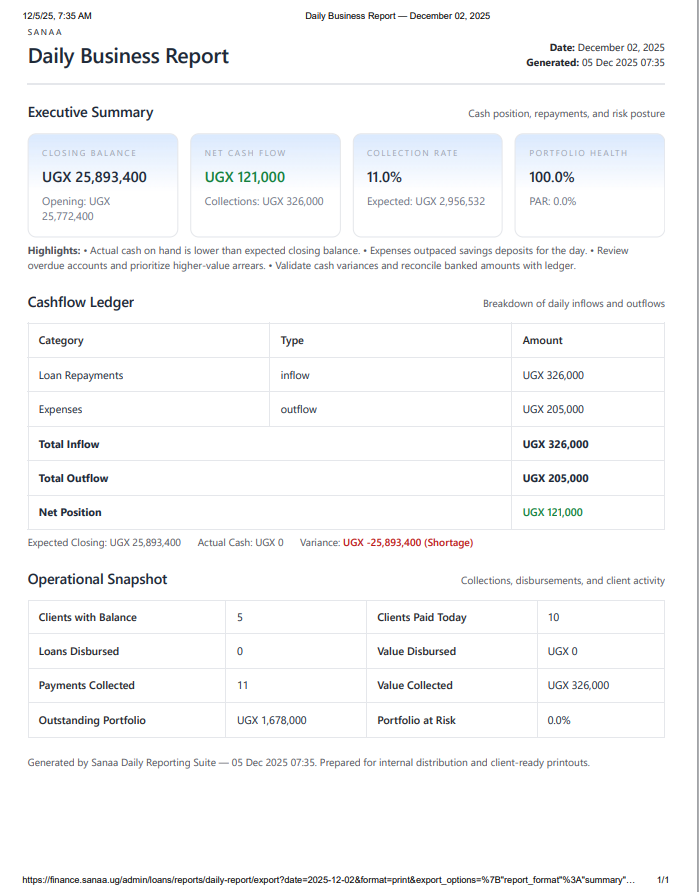 12/5/25, 7:35 AM Daily Business Report — December 02, 2025
SANAA
Daily Business Report
Date: December 02, 2025
Generated: 05 Dec 2025 07:35
Executive Summary
Cash position, repayments, and risk posture
CLOSING BALANCE
UGX 25,893,400
Opening: UGX
25,772,400
NET CASH FLOW
UGX 121,000
Collections: UGX 326,000
COLLECTION RATE
11.0%
Expected: UGX 2,956,532
PORTFOLIO HEALTH
100.0%
PAR: 0.0%
Highlights: • Actual cash on hand is lower than expected closing balance. • Expenses outpaced savings deposits for the day. • Review
overdue accounts and prioritize higher-value arrears. • Validate cash variances and reconcile banked amounts with ledger.
Cashflow Ledger
Breakdown of daily inflows and outflows
Category Type Amount
Loan Repayments inflow UGX 326,000
Expenses outflow UGX 205,000
Total Inflow UGX 326,000
Total Outflow UGX 205,000
Net Position UGX 121,000
Expected Closing: UGX 25,893,400 Actual Cash: UGX 0 Variance: UGX -25,893,400 (Shortage)
Operational Snapshot
Collections, disbursements, and client activity
Clients with Balance 5 Clients Paid Today 10
Loans Disbursed 0 Value Disbursed UGX 0
Payments Collected 11 Value Collected UGX 326,000
Outstanding Portfolio UGX 1,678,000 Portfolio at Risk 0.0%
Generated by Sanaa Daily Reporting Suite — 05 Dec 2025 07:35. Prepared for internal distribution and client-ready printouts.
https://finance.sanaa.ug/admin/loans/reports/daily-report/export?date=2025-12-02&format=print&export_options=%7B"report_format"%3A"summary"… 1/1